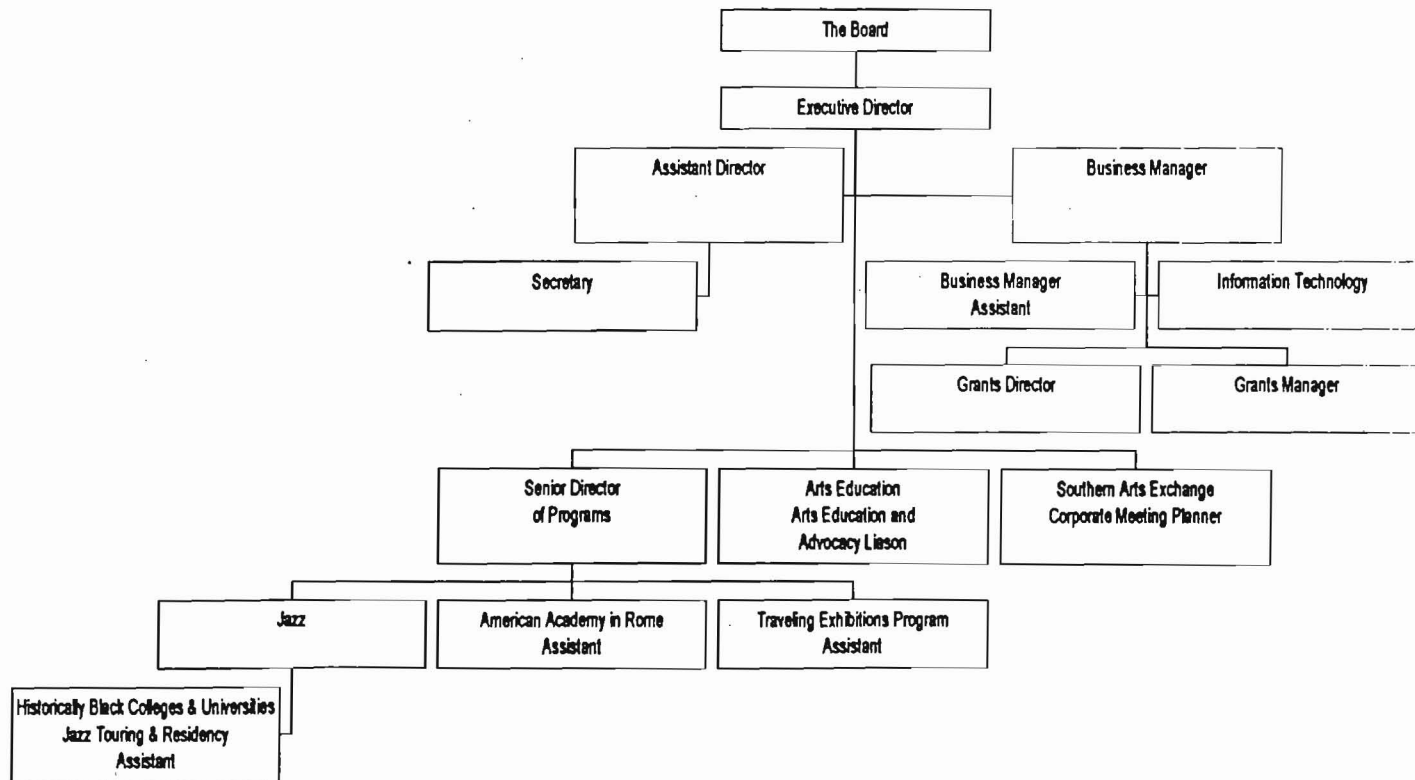 The Board
Executive Director
Assistant Director
Business Manager
Secretary
Business Manager
Assistant
Information Technology
Grants Director
Grants Manager
Senior Director
of Programs
Arts Education
Arts Education and
Advocacy Liason
Southern Arts Exchange
Corporate Meeting Planner
Jazz
American Academy in Rome
Assistant
Traveling Exhibitions Program
Assistant
Historically Black Colleges & Universities
Jazz Touring & Residency
Assistant